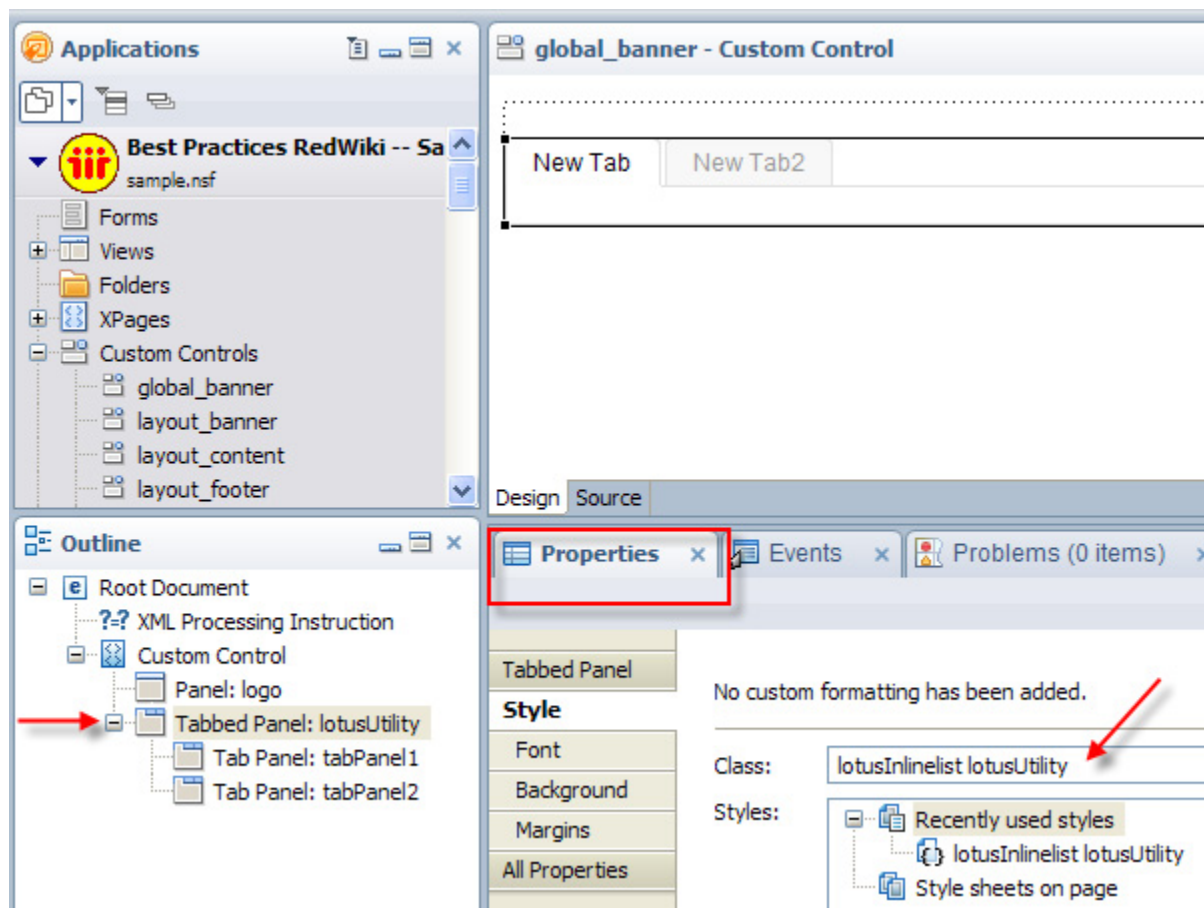 Applications
Best Practices RedWiki -- Sa
sample.nsf
Forms
Views
Folders
XPages
Custom Controls
global_banner
layout_banner
layout_content
layout_footer
global_banner - Custom Control
New Tab New Tab2
Design Source
Outline
Root Document
?=? XML Processing Instruction
Custom Control
Panel: logo
Tabbed Panel: lotusUtility
Tab Panel: tabPanel1
Tab Panel: tabPanel2
Properties Events Problems (0 items)
Tabbed Panel
Style
Font
Background
Margins
All Properties
No custom formatting has been added.
Class: lotusInlinelist lotusUtility
Styles: Recently used styles
lotusInlinelist lotusUtility
Style sheets on page